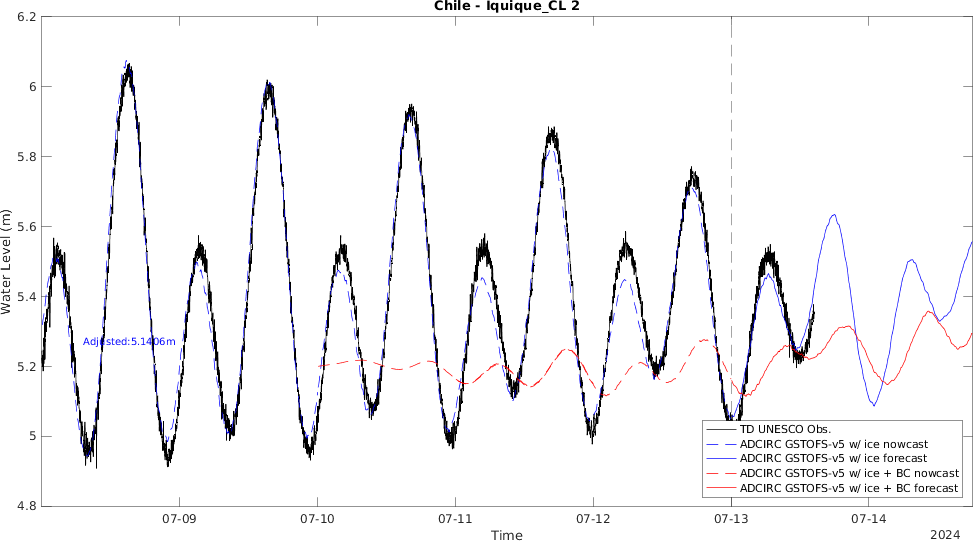 Chile - Iquique_CL 2
6.2
6
5.8
5.6
5.4
5.2
5
4.8
Water Level (m)
Adjusted:5.1406m
TD UNESCO Obs.
ADCIRC GSTOFS-v5 w/ ice nowcast
ADCIRC GSTOFS-v5 w/ ice forecast
ADCIRC GSTOFS-v5 w/ ice + BC nowcast
ADCIRC GSTOFS-v5 w/ ice + BC forecast
07-09 07-10 07-11 07-12 07-13 07-14
Time
2024